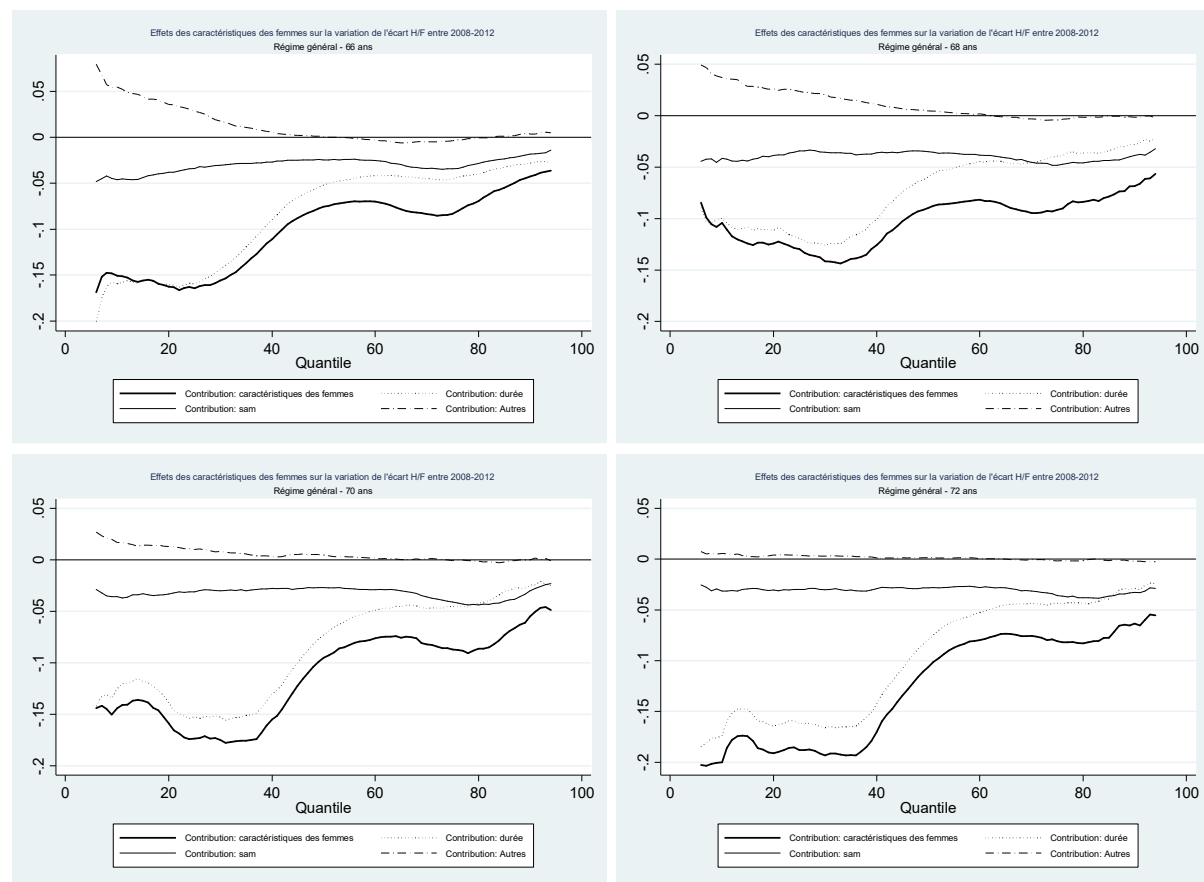 Effets des caractéristiques des femmes sur la variation de l'écart H/F entre 2008-2012
Régime général - 66 ans
.05
0
-.05
-.1
-.15
-.2
0 20 40 60 80 100
Quantile
Contribution: caractéristiques des femmes Contribution: durée
Contribution: sam Contribution: Autres
Effets des caractéristiques des femmes sur la variation de l'écart H/F entre 2008-2012
Régime général - 68 ans
.05
0
-.05
-.1
-.15
-.2
0 20 40 60 80 100
Quantile
Contribution: caractéristiques des femmes Contribution: durée
Contribution: sam Contribution: Autres
Effets des caractéristiques des femmes sur la variation de l'écart H/F entre 2008-2012
Régime général - 70 ans
.05
0
-.05
-.1
-.15
-.2
0 20 40 60 80 100
Quantile
Contribution: caractéristiques des femmes Contribution: durée
Contribution: sam Contribution: Autres
Effets des caractéristiques des femmes sur la variation de l'écart H/F entre 2008-2012
Régime général - 72 ans
.05
0
-.05
-.1
-.15
-.2
0 20 40 60 80 100
Quantile
Contribution: caractéristiques des femmes Contribution: durée
Contribution: sam Contribution: Autres